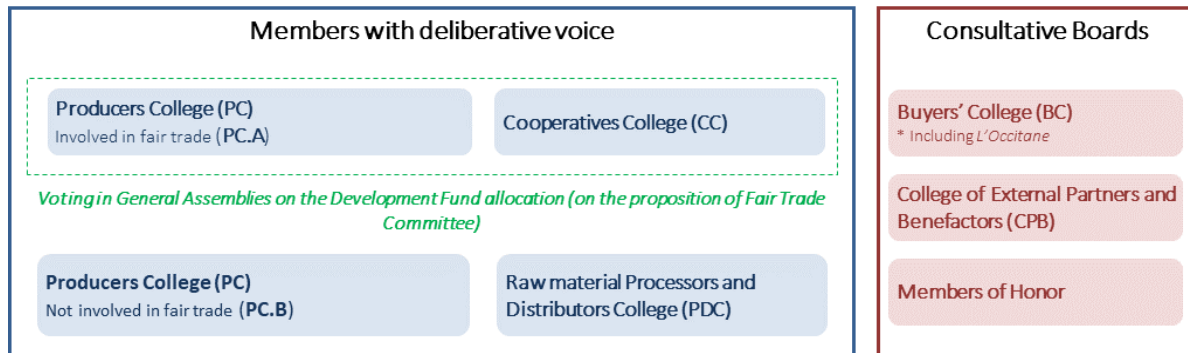 Members with deliberative voice
Producers College (PC)
Involved in fair trade (PC.A)
Cooperatives College (CC)
Voting in General Assemblies on the Development Fund allocation (on the proposition of Fair Trade
Committee)
Producers College (PC)
Not involved in fair trade (PC.B)
Raw material Processors and
Distributors College (PDC)
Consultative Boards
Buyers' College (BC)
* Including L'Occitane
College of External Partners and
Benefactors (CPB)
Members of Honor